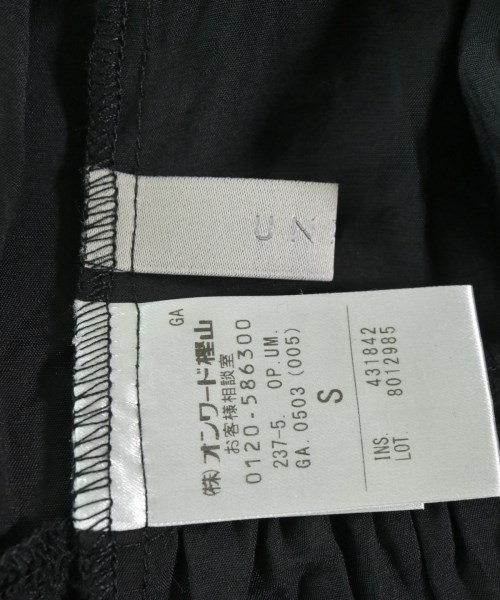 UN
GA
(株)オンワード樫山
お客様相談室
0120-586300
237-5. OP.UM.
GA. 0503 (005)
S
INS. 431842
LOT. 8012985